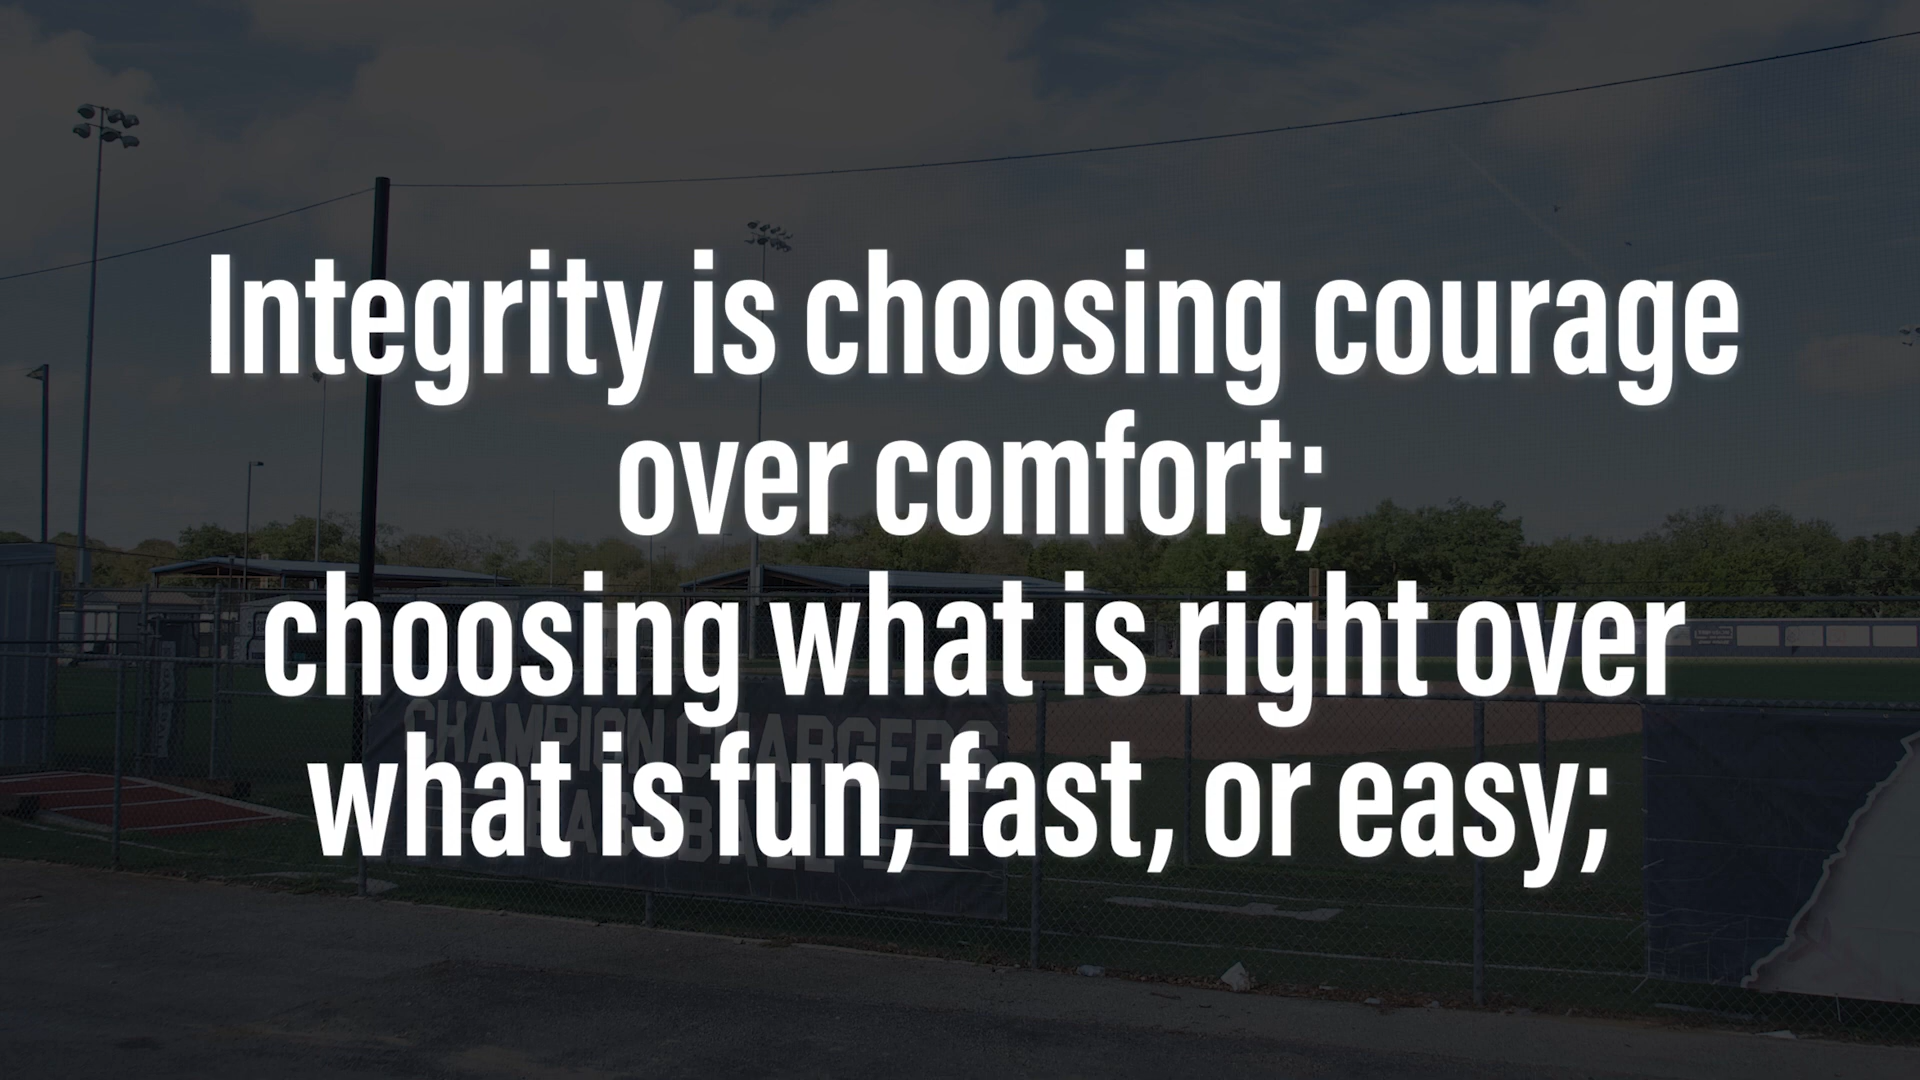 Integrity is choosing courage
over comfort;
choosing what is right over
what is fun, fast, or easy;
CHAMPION CHARGERS
BASEBALL